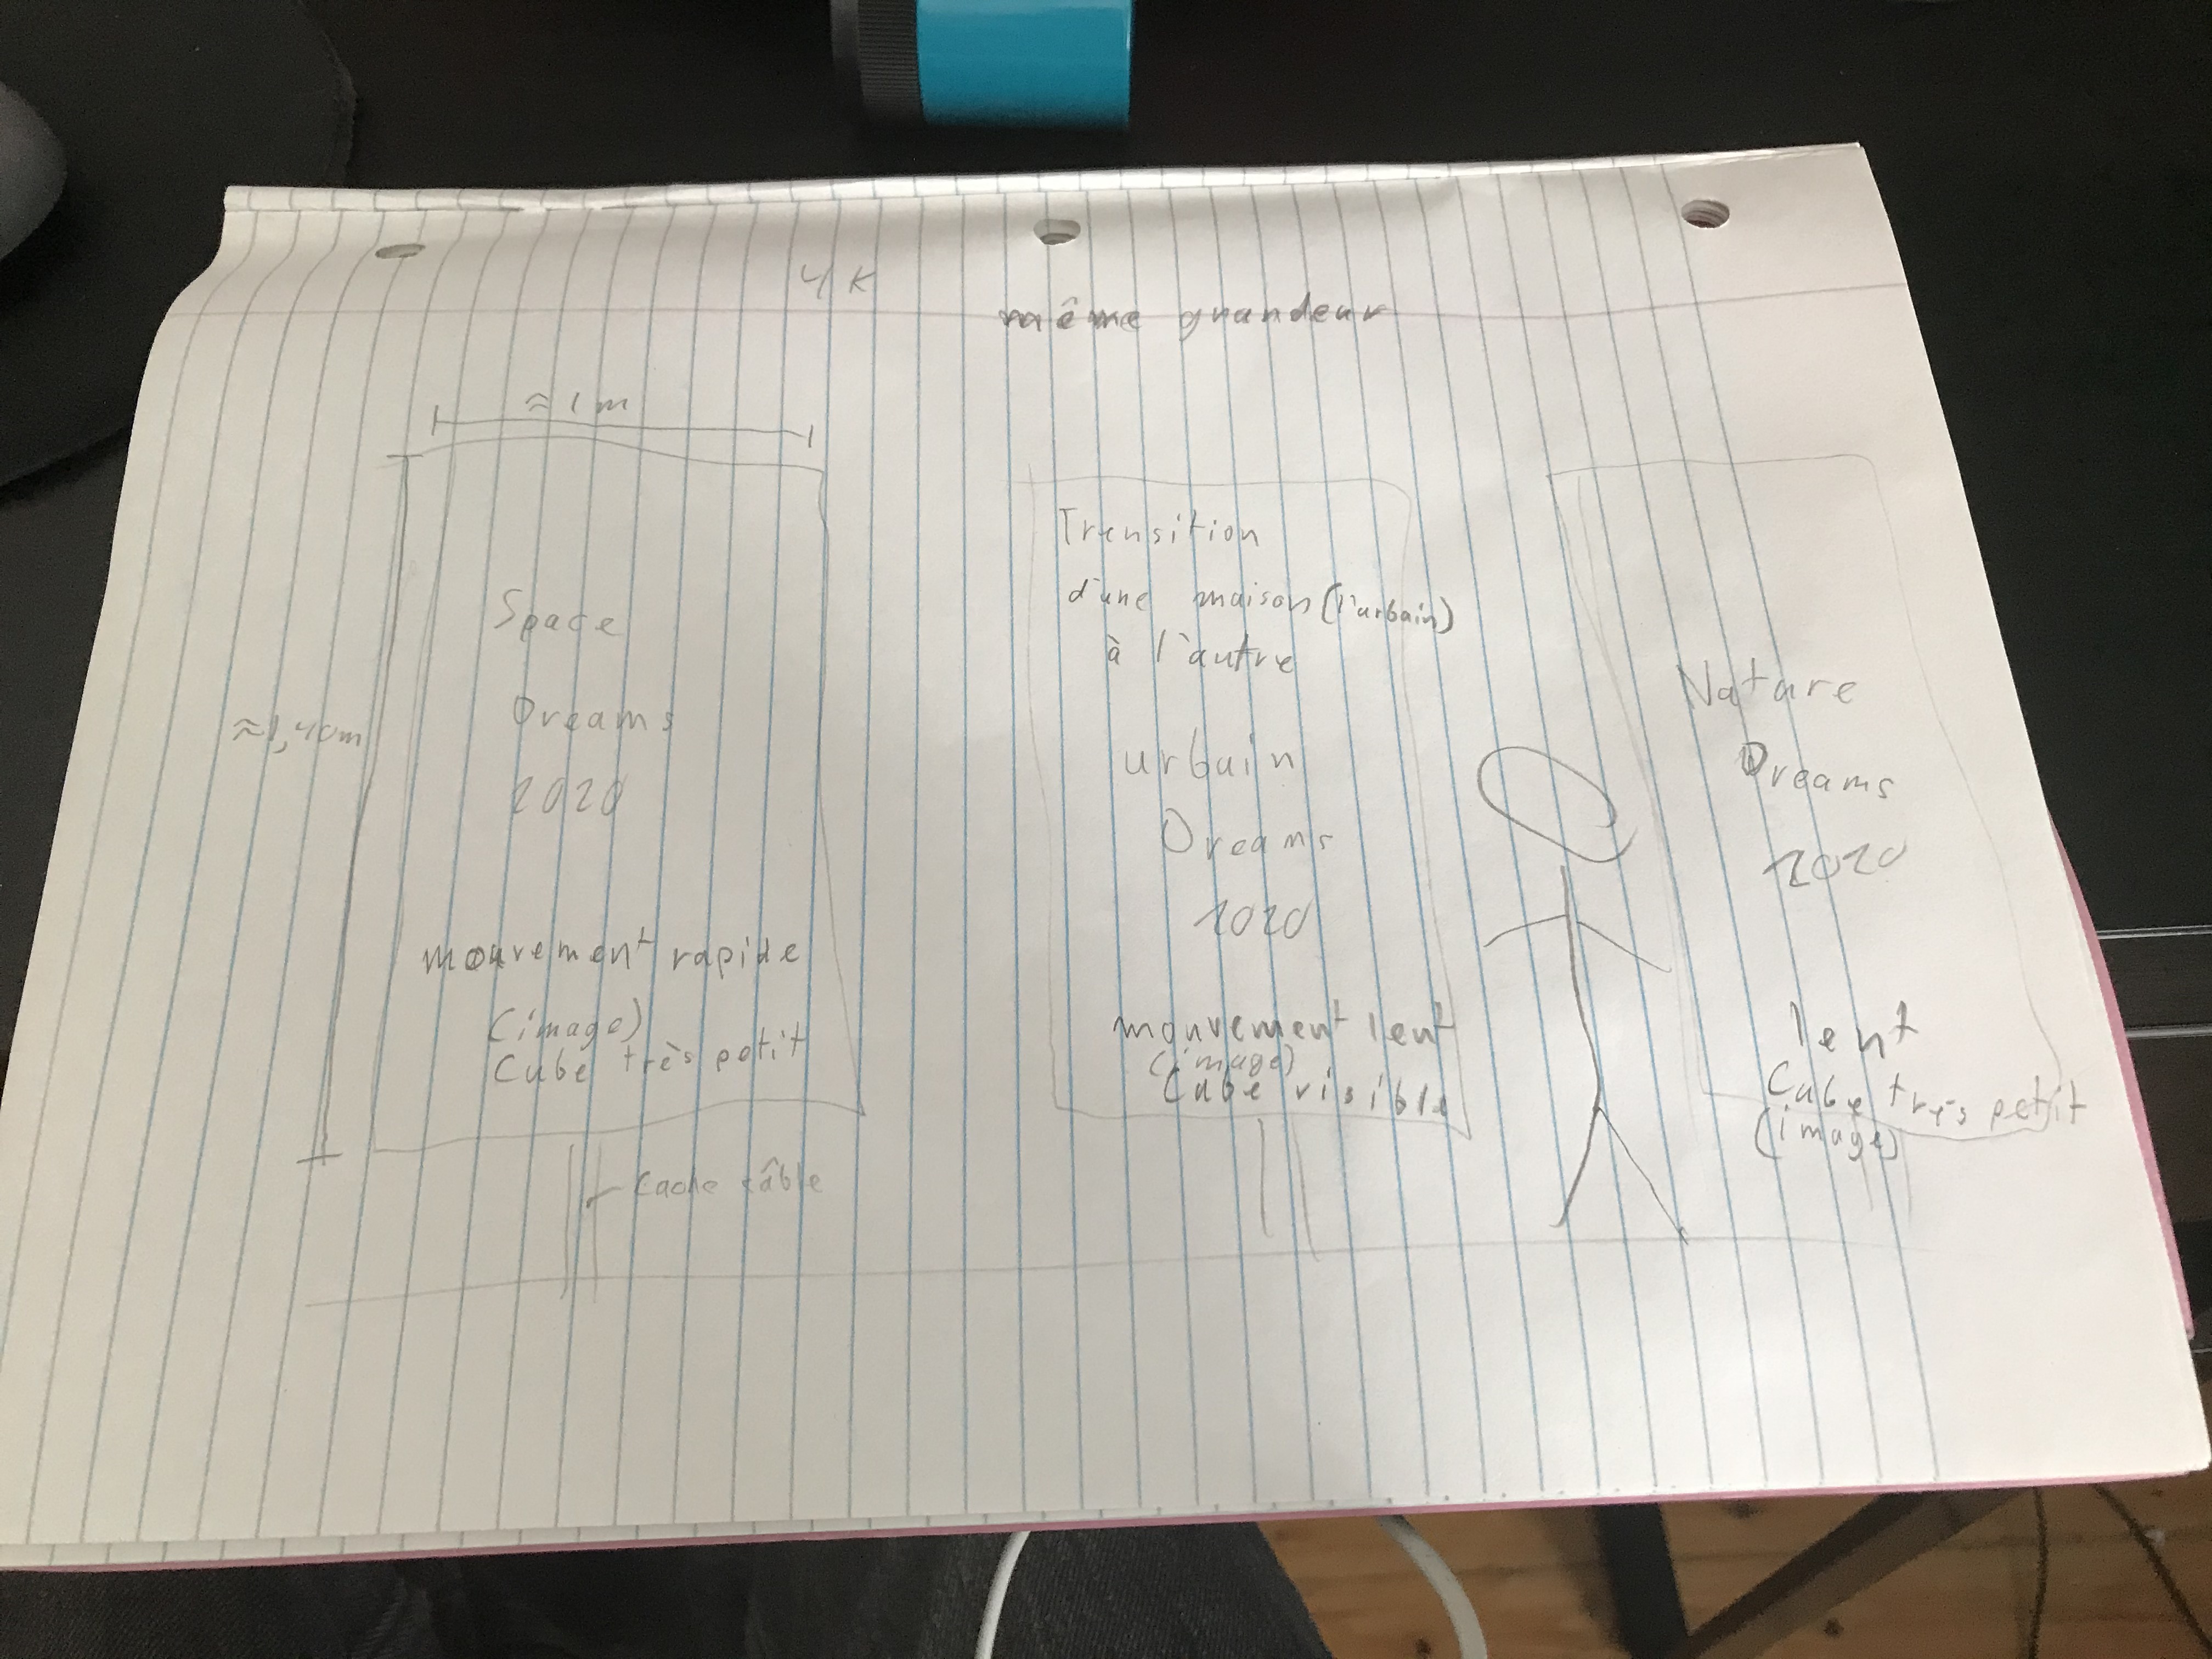 4K
même grandeur
≈ 1 m
≈ 1,40m
Space
Dreams
2020
mouvement rapide
(image)
Cube très petit
Cache câble
Transition
d'une maison (l'urbain)
à l'autre
urbain
Dreams
2020
mouvement lent
(image)
Cube visible
Nature
Dreams
2020
lent
Cube très petit
(image)